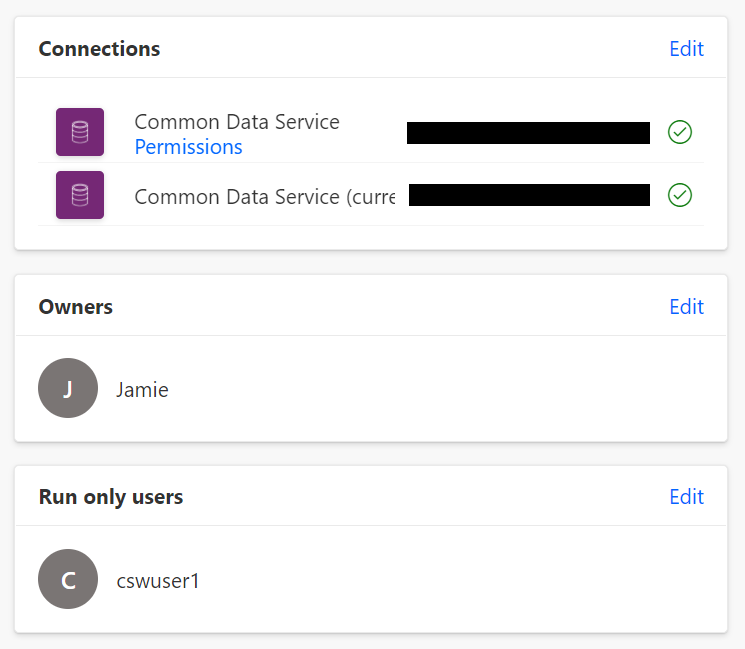 Connections Edit
Common Data Service
Permissions
Common Data Service (curre
Owners Edit
J Jamie
Run only users Edit
C cswuser1